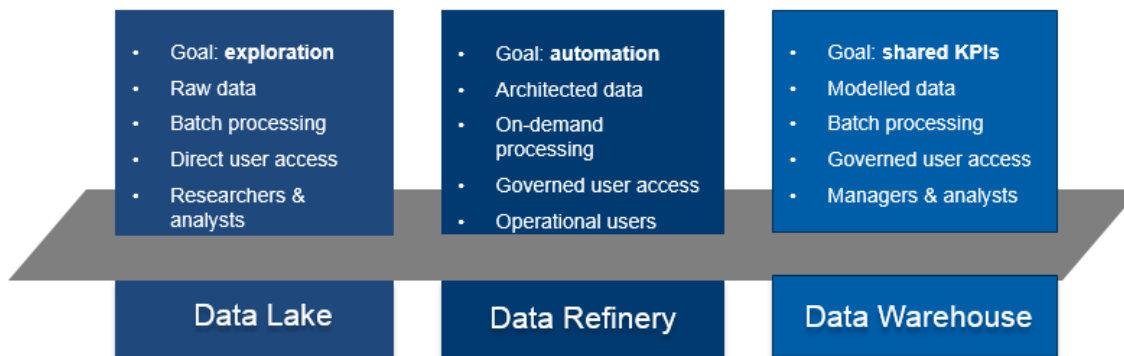 • Goal: exploration
• Raw data
• Batch processing
• Direct user access
• Researchers &
analysts
Data Lake
• Goal: automation
• Architected data
• On-demand
processing
• Governed user access
• Operational users
Data Refinery
• Goal: shared KPIs
• Modelled data
• Batch processing
• Governed user access
• Managers & analysts
Data Warehouse